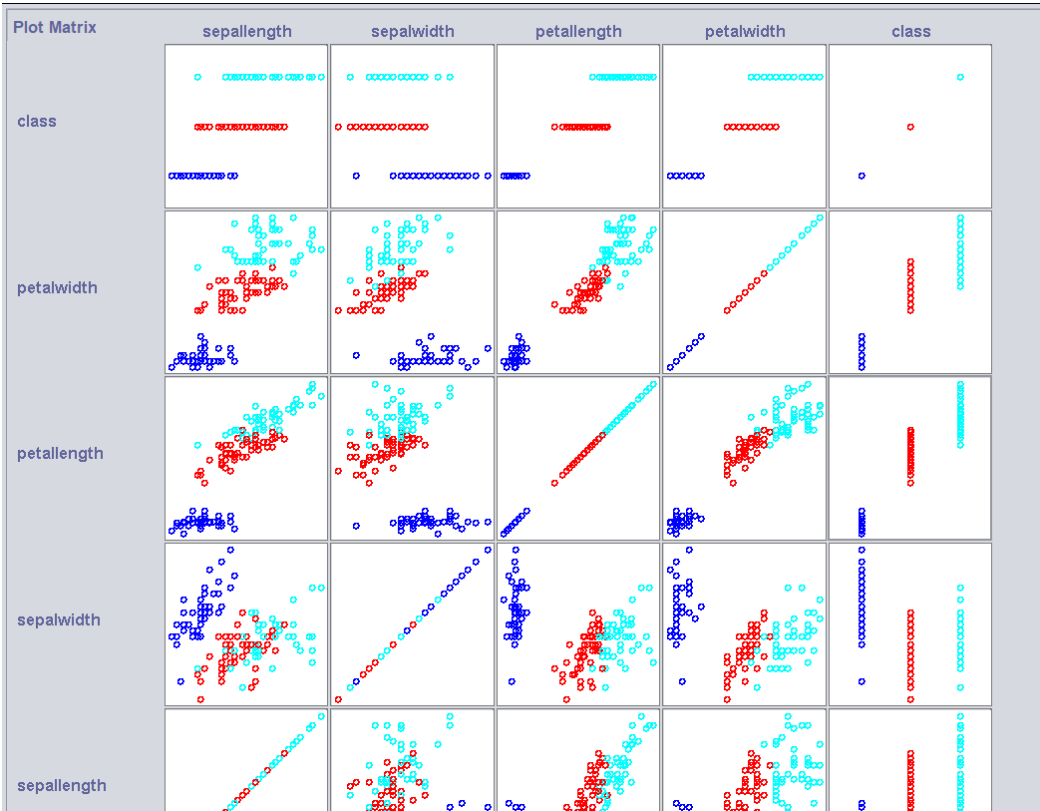 Plot Matrix
sepallength sepalwidth petallength petalwidth class
class
petalwidth
petallength
sepalwidth
sepallength